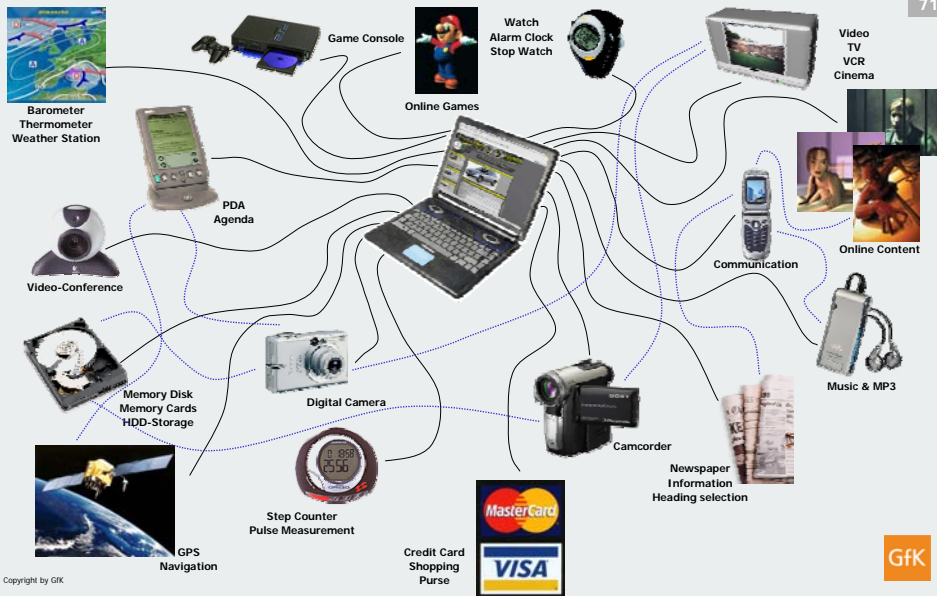 71
Game Console
Watch
Alarm Clock
Stop Watch
Video
TV
VCR
Cinema
Online Games
Barometer
Thermometer
Weather Station
PDA
Agenda
Online Content
Communication
Video-Conference
Music & MP3
Memory Disk
Memory Cards
HDD-Storage
Digital Camera
SONY
Camcorder
Newspaper
Information
Heading selection
2556
Step Counter
Pulse Measurement
MasterCard
VISA
GPS
Navigation
Credit Card
Shopping
Purse
GfK
Copyright by GfK